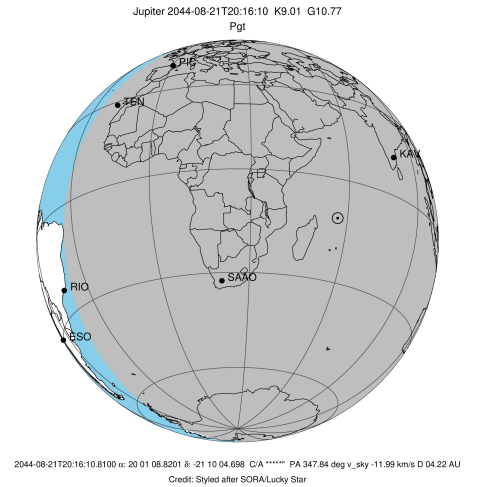 Jupiter 2044-08-21T20:16:10 K9.01 G10.77
Pgt
PIC
TEN
KAV
SAAO
RIO
ESO
2044-08-21T20:16:10.8100 α: 20 01 08.8201 δ: -21 10 04.698 C/A *****" PA 347.84 deg v_sky -11.99 km/s D 04.22 AU
Credit: Styled after SORA/Lucky Star